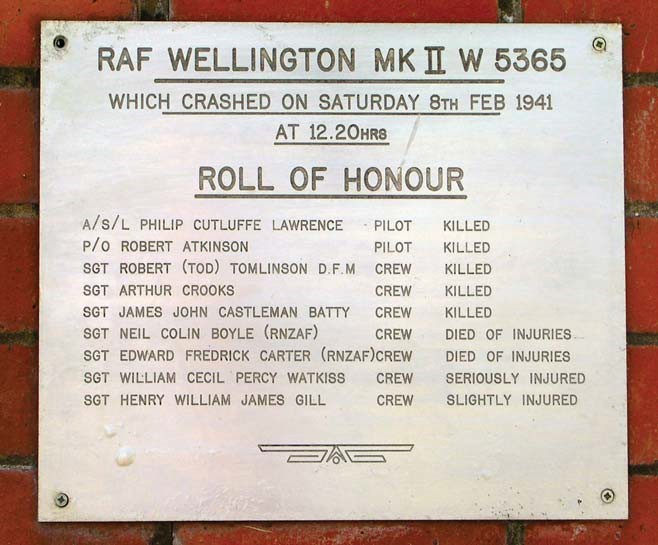 RAF WELLINGTON MK II W 5365
WHICH CRASHED ON SATURDAY 8TH FEB 1941
AT 12.20HRS
ROLL OF HONOUR
A/S/L PHILIP CUTLUFFE LAWRENCE PILOT KILLED
P/O ROBERT ATKINSON PILOT KILLED
SGT ROBERT (TOD) TOMLINSON D.F.M CREW KILLED
SGT ARTHUR CROOKS CREW KILLED
SGT JAMES JOHN CASTLEMAN BATTY CREW KILLED
SGT NEIL COLIN BOYLE (RNZAF) CREW DIED OF INJURIES
SGT EDWARD FREDRICK CARTER (RNZAF) CREW DIED OF INJURIES
SGT WILLIAM CECIL PERCY WATKISS CREW SERIOUSLY INJURED
SGT HENRY WILLIAM JAMES GILL CREW SLIGHTLY INJURED